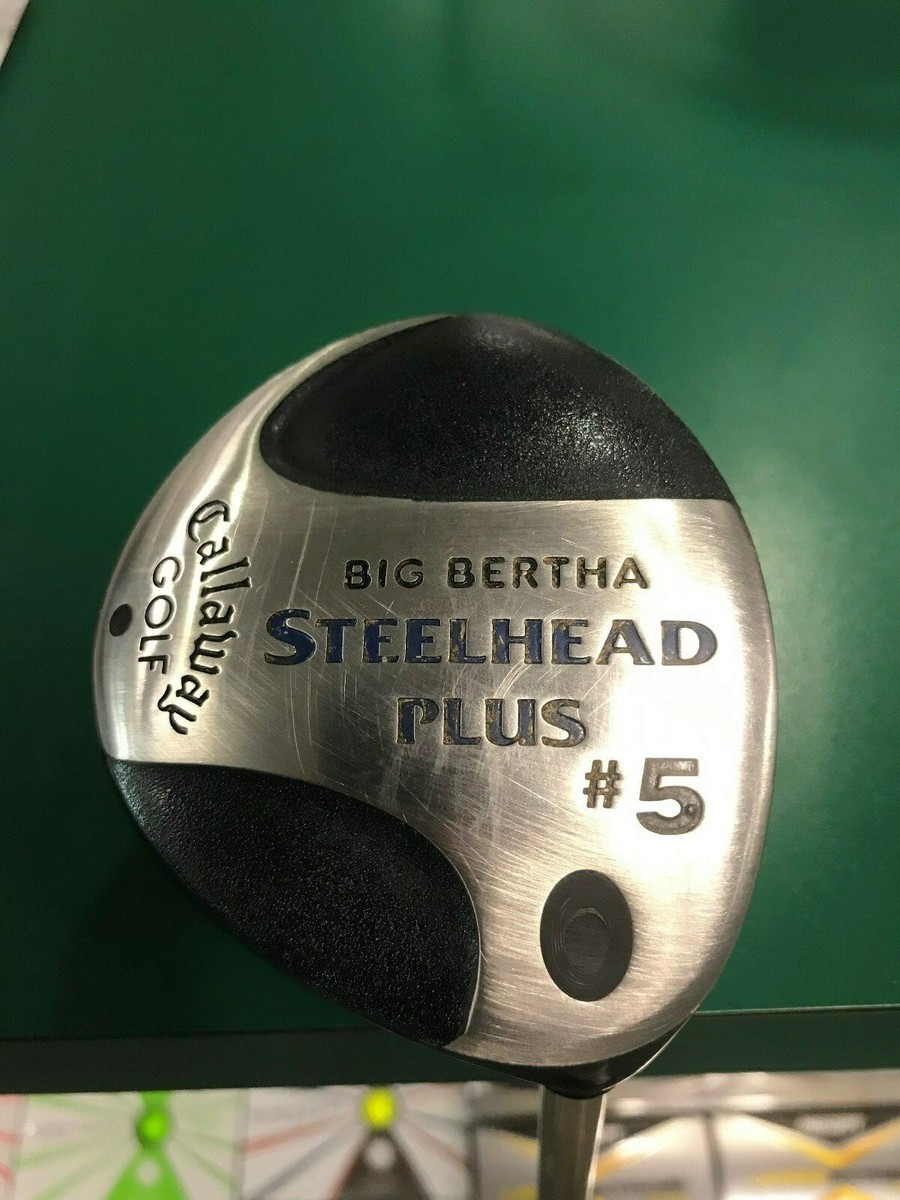 BIG BERTHA
STEELHEAD
PLUS
#5
Callaway
GOLF